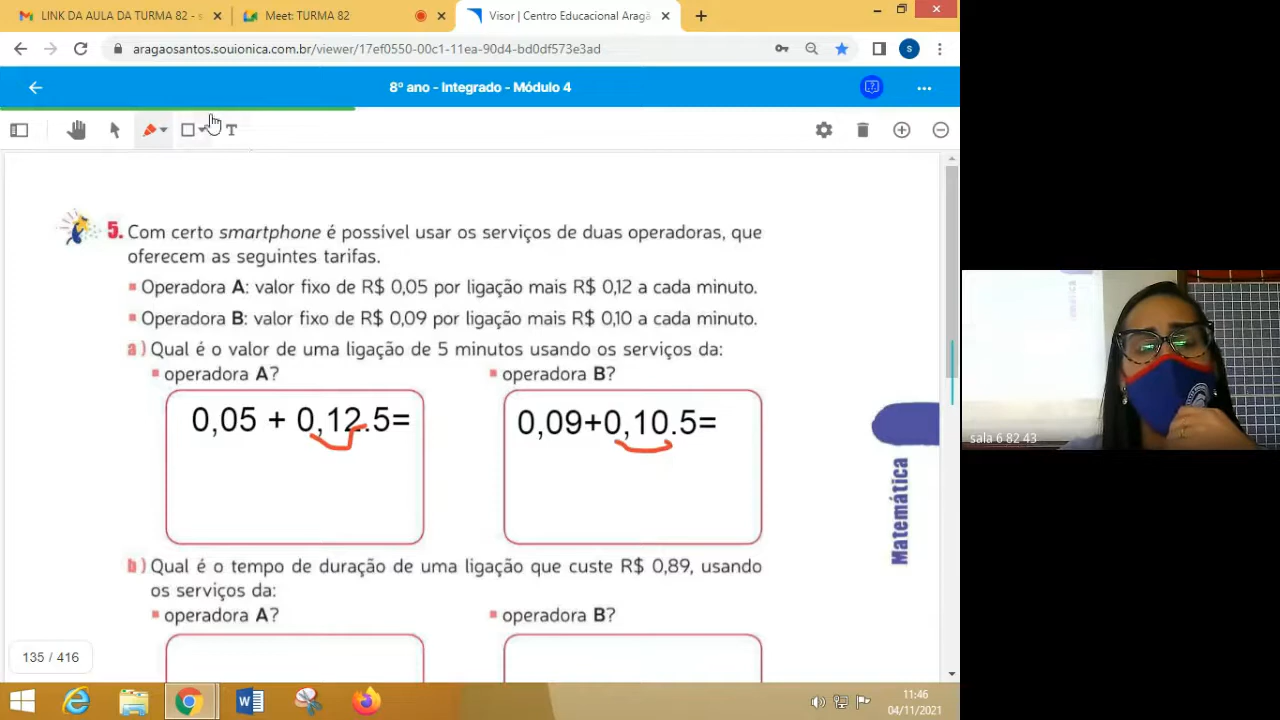 LINK DA AULA DA TURMA 82 - s
Meet: TURMA 82
Visor | Centro Educacional Aragã
aragaosantos.souionica.com.br/viewer/17ef0550-00c1-11ea-90d4-bd0df573e3ad
s
8º ano - Integrado - Módulo 4
T
5. Com certo smartphone é possível usar os serviços de duas operadoras, que
oferecem as seguintes tarifas.
Operadora A: valor fixo de R$ 0,05 por ligação mais R$ 0,12 a cada minuto.
Operadora B: valor fixo de R$ 0,09 por ligação mais R$ 0,10 a cada minuto.
a) Qual é o valor de uma ligação de 5 minutos usando os serviços da:
operadora A?
operadora B?
0,05 + 0,12.5=
0,09+0,10.5=
b) Qual é o tempo de duração de uma ligação que custe R$ 0,89, usando
os serviços da:
operadora A?
operadora B?
Matemática
135 / 416
sala 6 82 43
11:46
04/11/2021